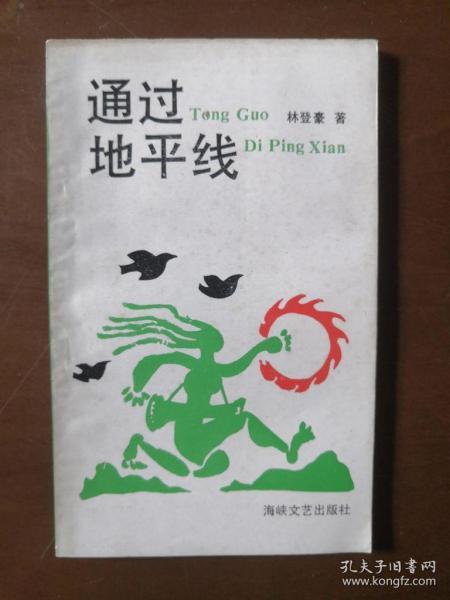 通过 Tong Guo 林登豪 著
地平线 Di Ping Xian
海峡文艺出版社
孔夫子旧书网
www.kongfz.com